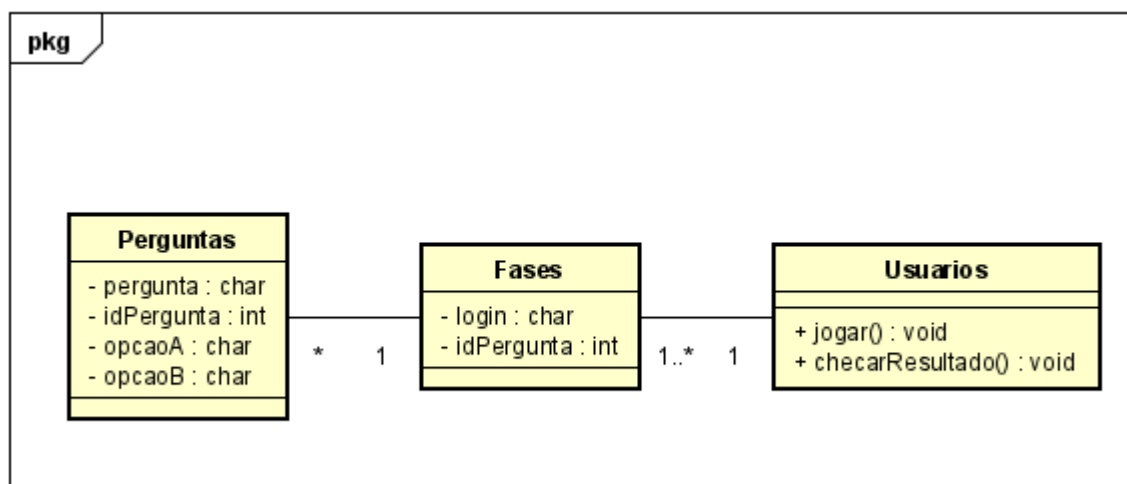 pkg
Perguntas
- pergunta : char
- idPergunta : int
- opcaoA : char
- opcaoB : char
* 1
Fases
- login : char
- idPergunta : int
1..* 1
Usuarios
+ jogar() : void
+ checarResultado() : void